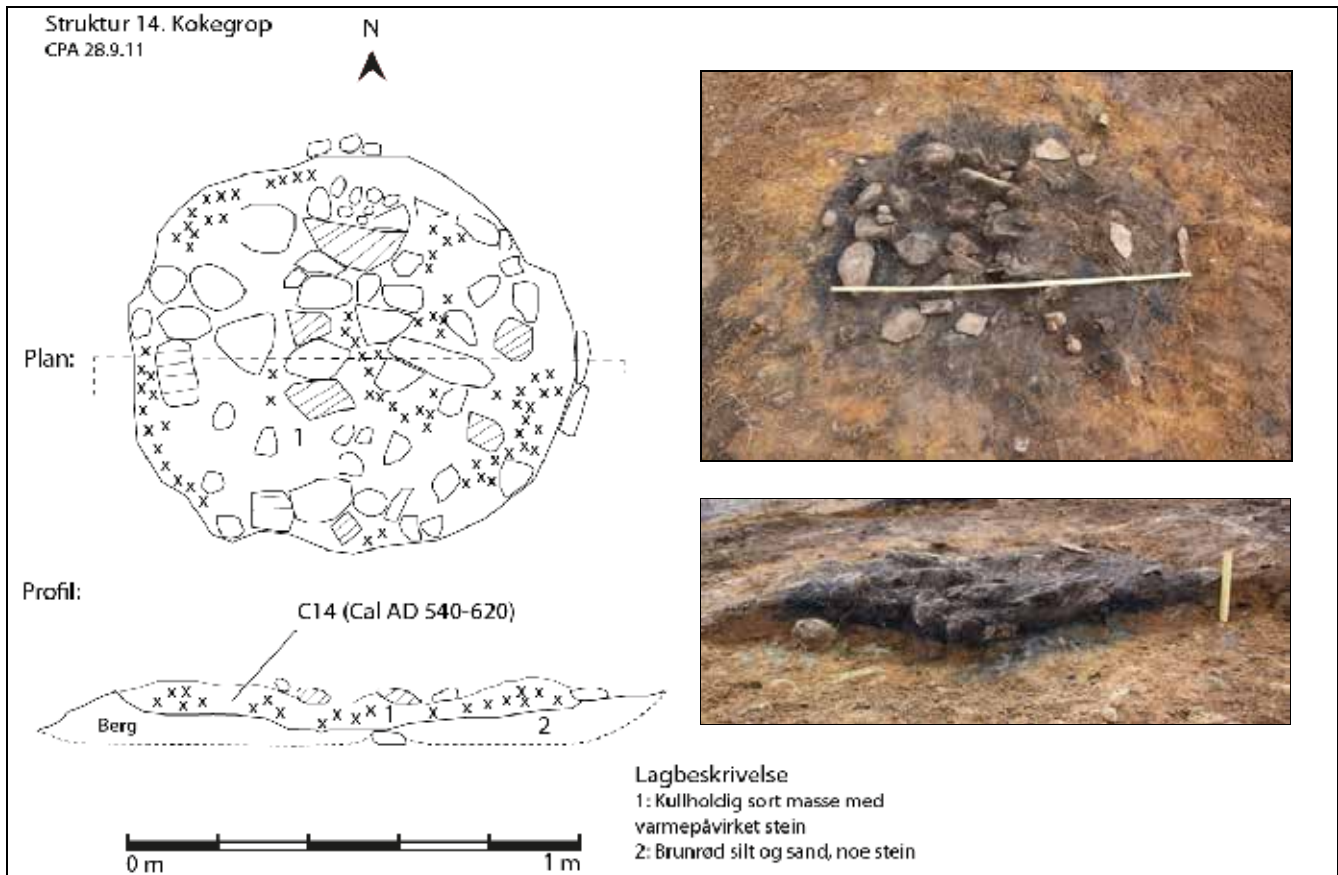 Struktur 14. Kokegrop
CPA 28.9.11
N
Plan:
1
Profil:
C14 (Cal AD 540-620)
Berg
1
2
0 m
1 m
Lagbeskrivelse
1: Kullholdig sort masse med
varmepåvirket stein
2: Brunrød silt og sand, noe stein